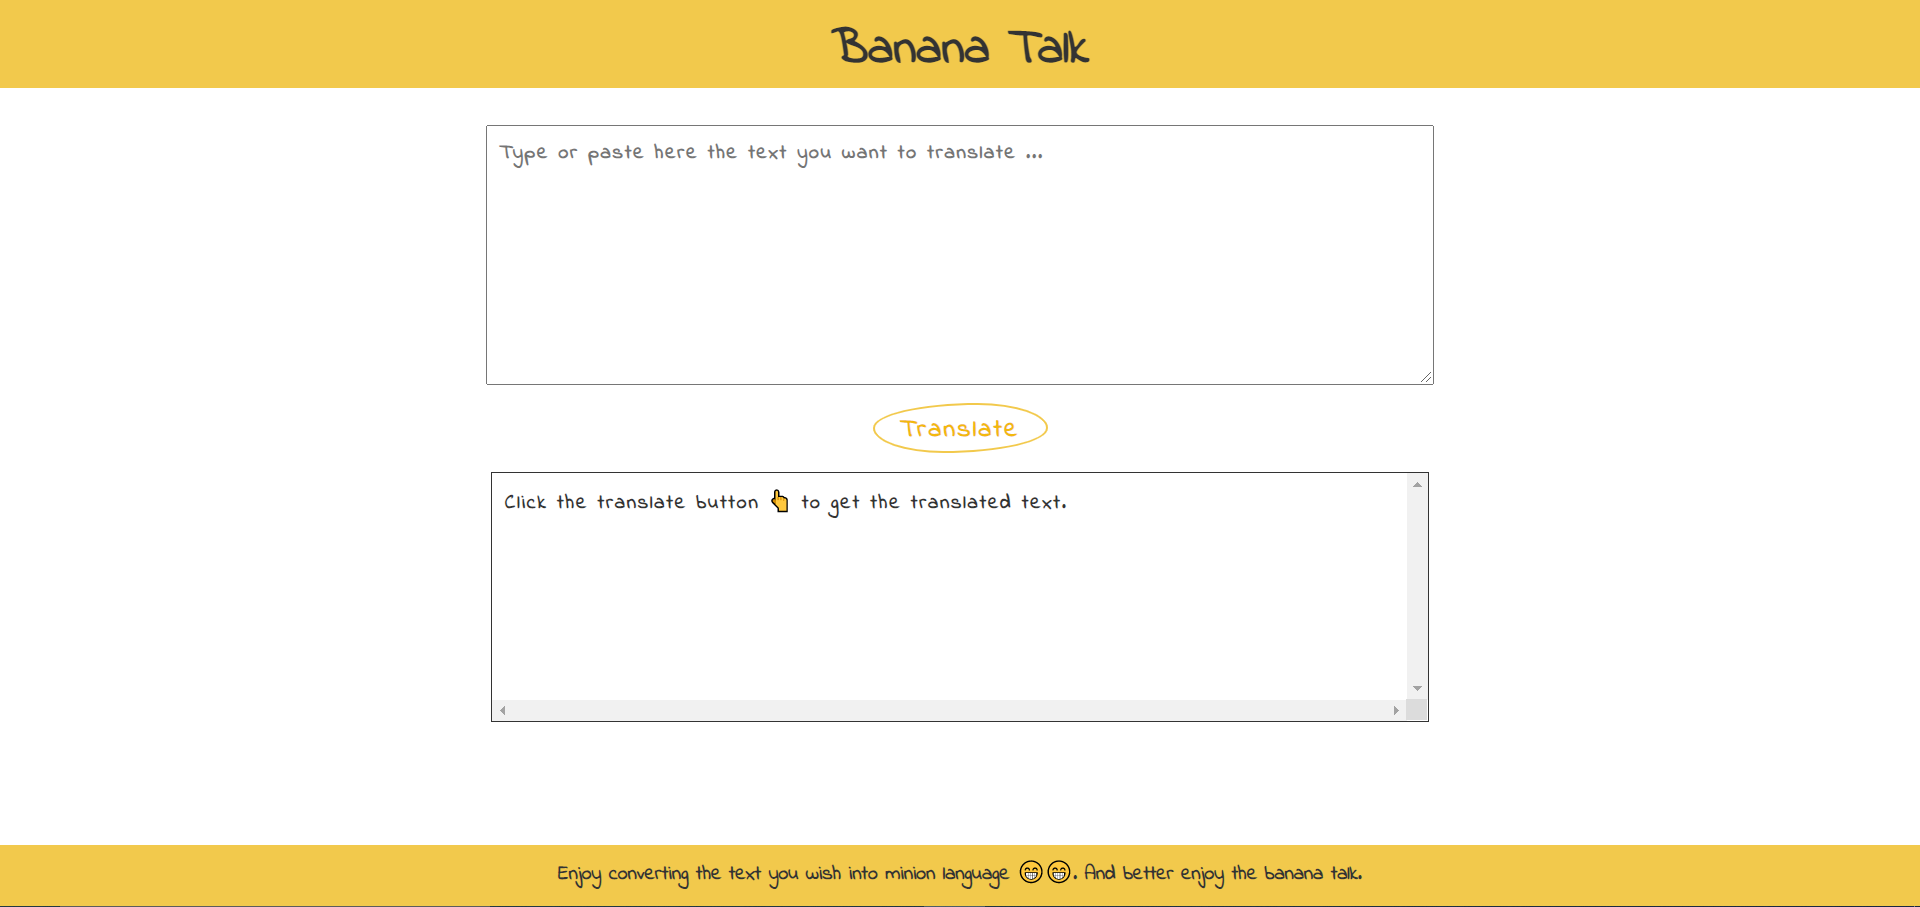 Banana Talk
Type or paste here the text you want to translate ...
Translate
Click the translate button 👆 to get the translated text.
Enjoy converting the text you wish into minion language 😁😁. And better enjoy the banana talk.